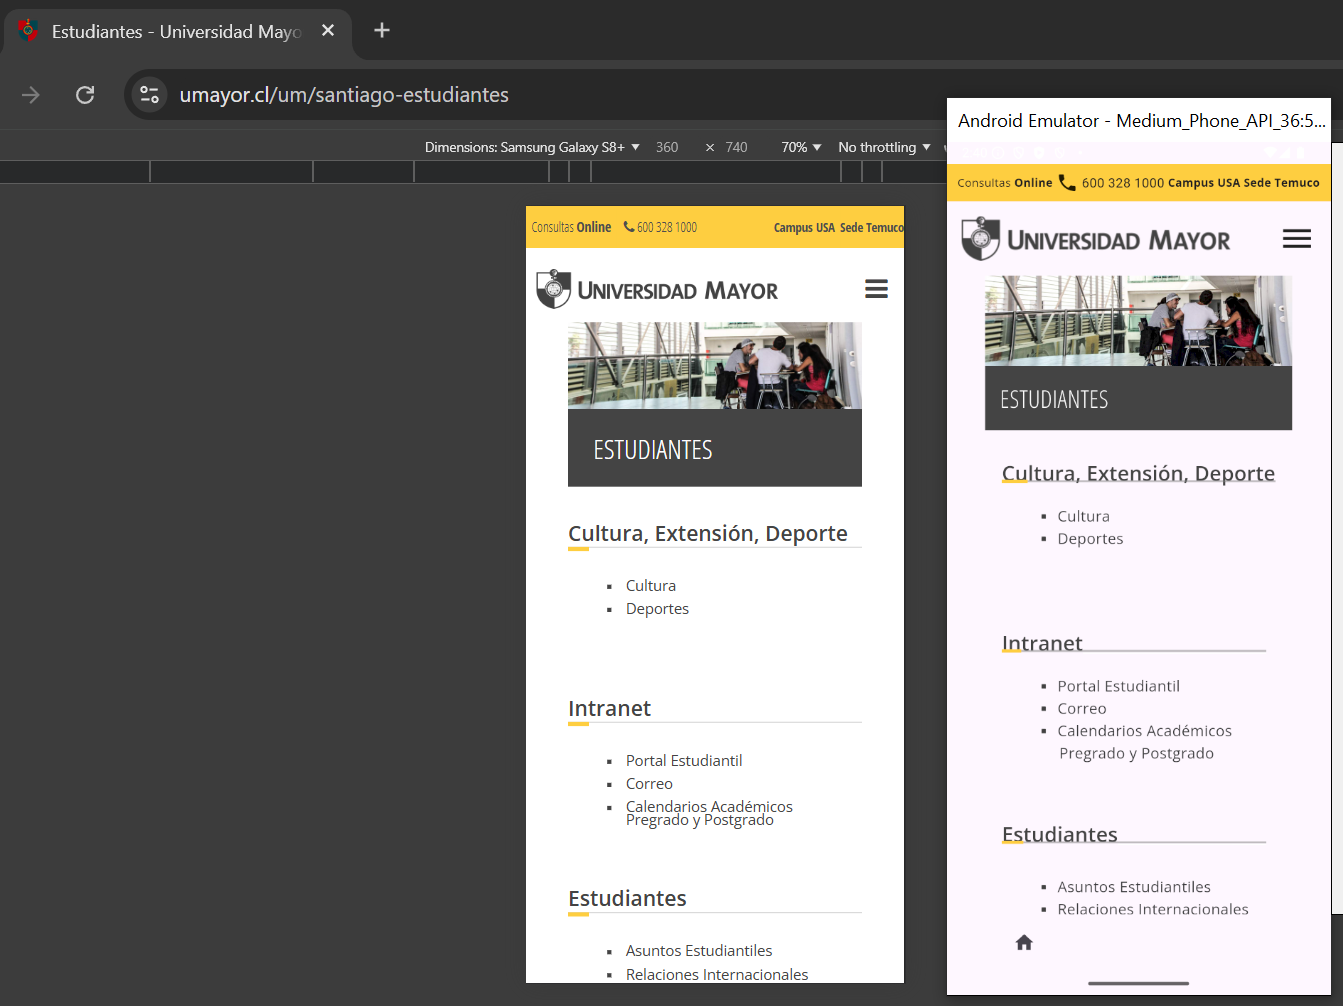 Estudiantes - Universidad Mayo
umayor.cl/um/santiago-estudiantes
Dimensions: Samsung Galaxy S8+ 360 × 740 70% No throttling
Consultas Online 600 328 1000 Campus USA Sede Temuco
UNIVERSIDAD MAYOR
ESTUDIANTES
Cultura, Extensión, Deporte
Cultura
Deportes
Intranet
Portal Estudiantil
Correo
Calendarios Académicos
Pregrado y Postgrado
Estudiantes
Asuntos Estudiantiles
Relaciones Internacionales
Android Emulator - Medium_Phone_API_36:5...
Consultas Online 600 328 1000 Campus USA Sede Temuco
UNIVERSIDAD MAYOR
ESTUDIANTES
Cultura, Extensión, Deporte
Cultura
Deportes
Intranet
Portal Estudiantil
Correo
Calendarios Académicos
Pregrado y Postgrado
Estudiantes
Asuntos Estudiantiles
Relaciones Internacionales